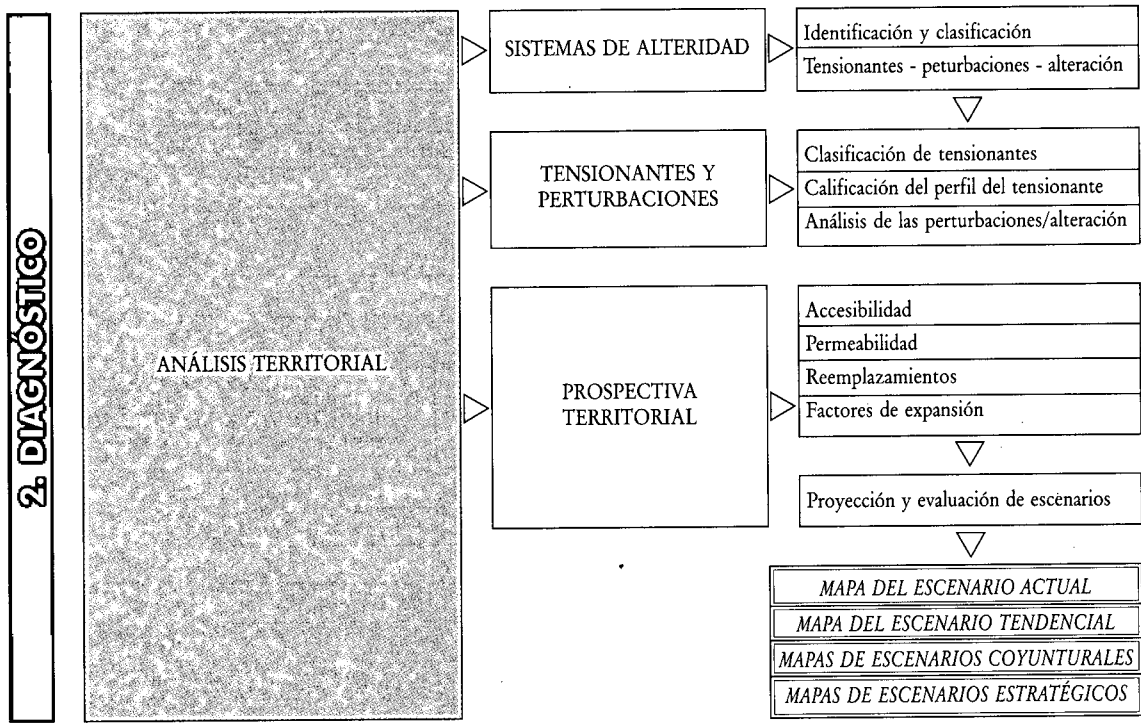 2. DIAGNÓSTICO
ANÁLISIS TERRITORIAL
SISTEMAS DE ALTERIDAD
Identificación y clasificación
Tensionantes - peturbaciones - alteración
TENSIONANTES Y
PERTURBACIONES
Clasificación de tensionantes
Calificación del perfil del tensionante
Análisis de las perturbaciones/alteración
PROSPECTIVA
TERRITORIAL
Accesibilidad
Permeabilidad
Reemplazamientos
Factores de expansión
Proyección y evaluación de escenarios
MAPA DEL ESCENARIO ACTUAL
MAPA DEL ESCENARIO TENDENCIAL
MAPAS DE ESCENARIOS COYUNTURALES
MAPAS DE ESCENARIOS ESTRATÉGICOS